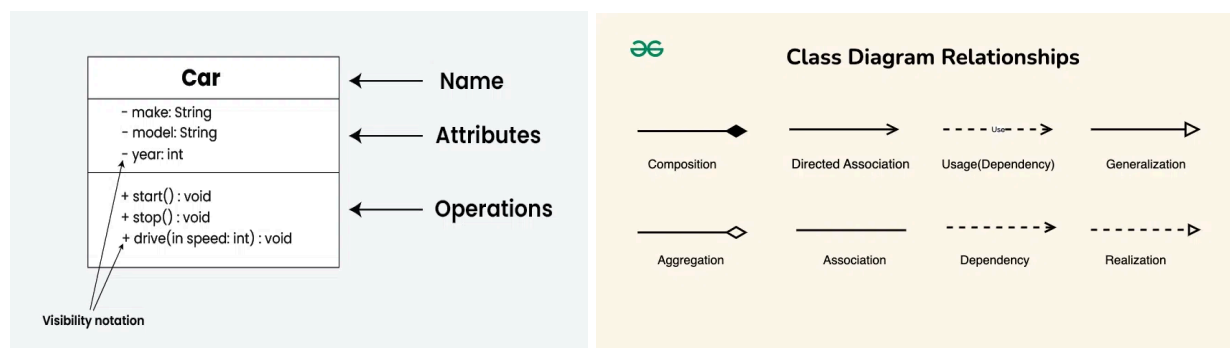 Car
- make: String
- model: String
- year: int
+ start() : void
+ stop() : void
+ drive(in speed: int) : void
Name
Attributes
Operations
Visibility notation
Class Diagram Relationships
Composition
Directed Association
Use
Usage(Dependency)
Generalization
Aggregation
Association
Dependency
Realization